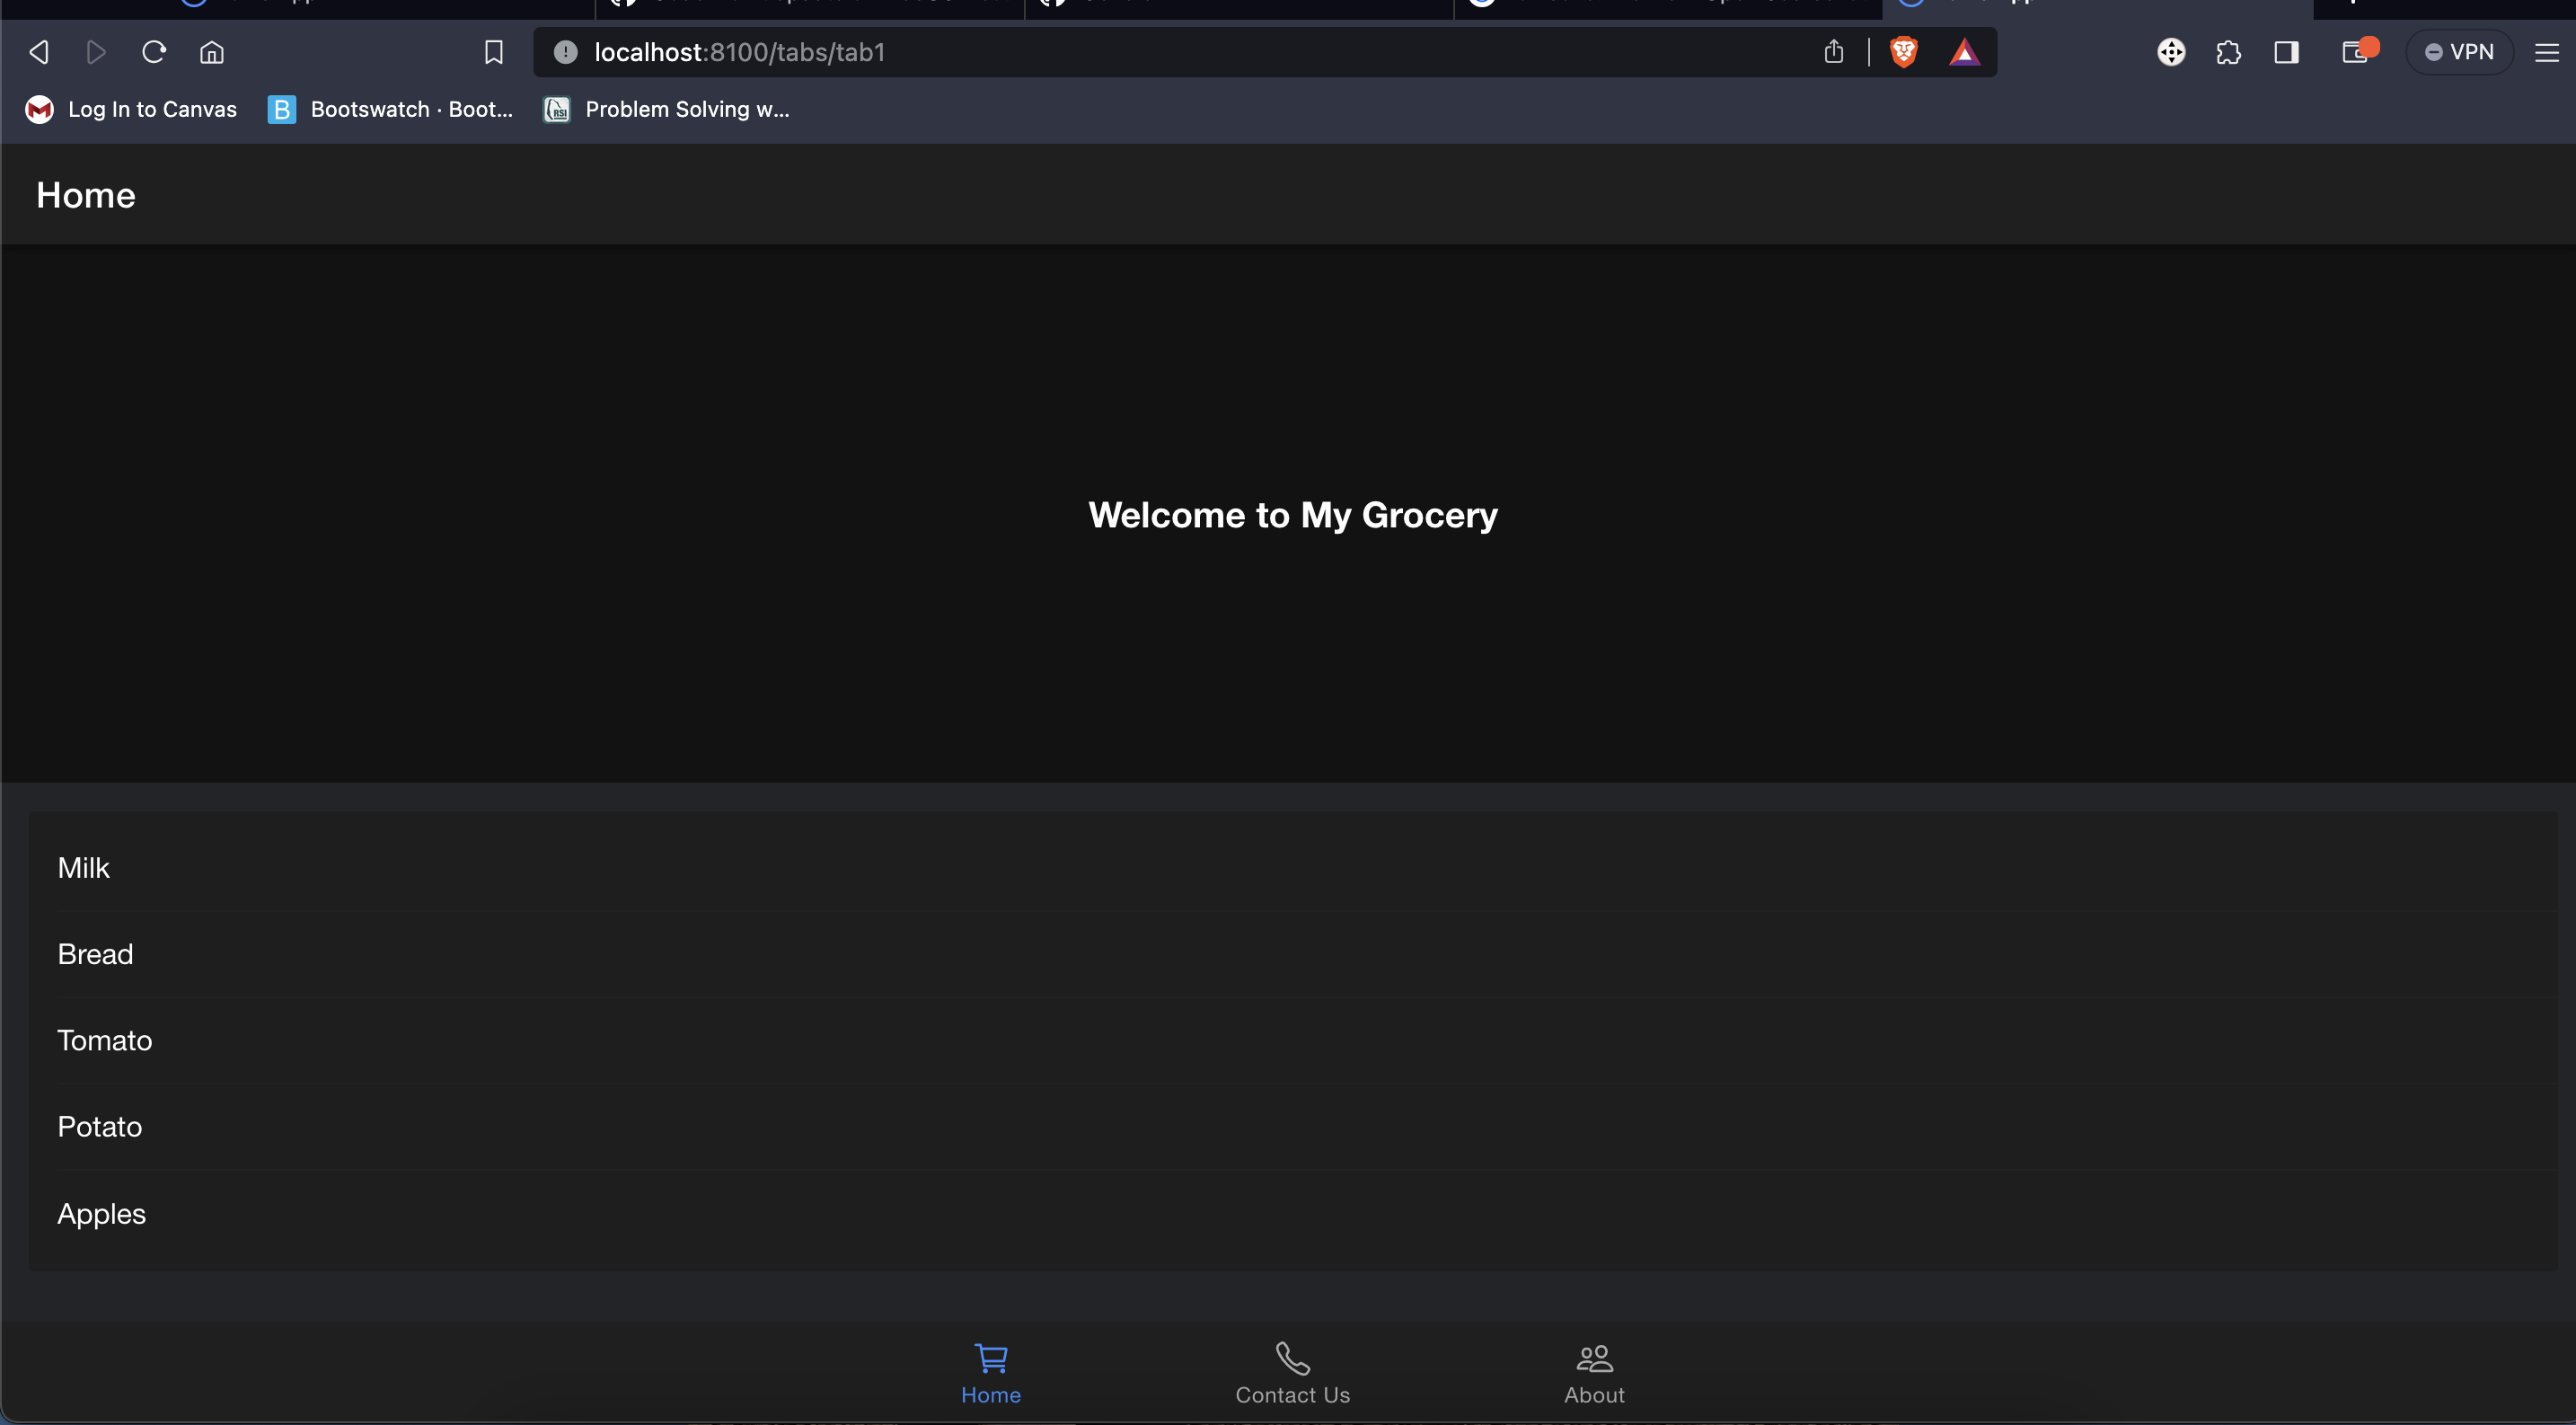 localhost:8100/tabs/tab1
VPN
Log In to Canvas
B
Bootswatch · Boot...
RSI
Problem Solving w...
Home
Welcome to My Grocery
Milk
Bread
Tomato
Potato
Apples
Home
Contact Us
About